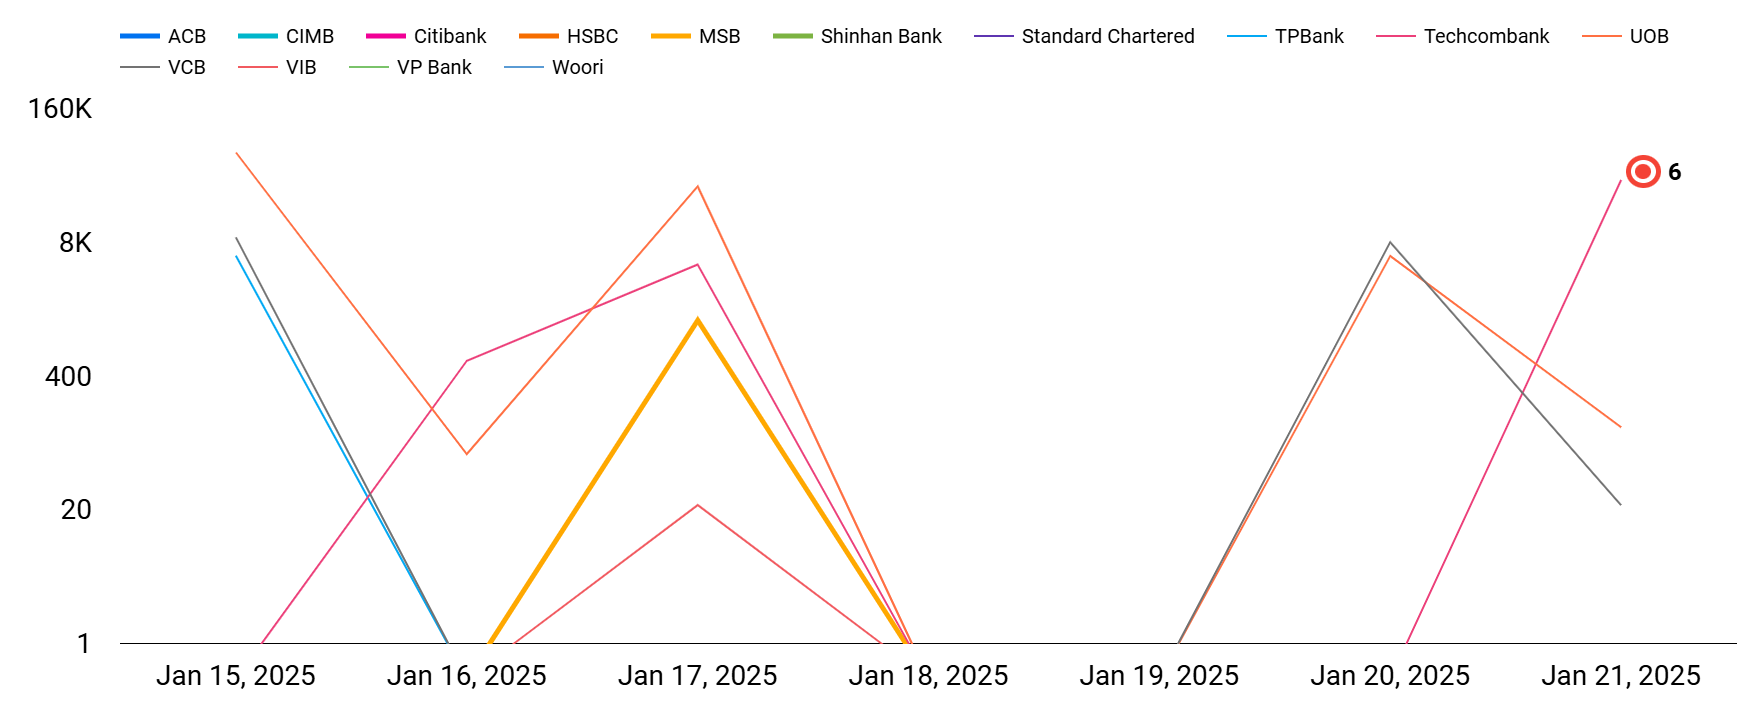 ACB CIMB Citibank HSBC MSB Shinhan Bank Standard Chartered TPBank Techcombank UOB
VCB VIB VP Bank Woori
160K
6
8K
400
20
1
Jan 15, 2025 Jan 16, 2025 Jan 17, 2025 Jan 18, 2025 Jan 19, 2025 Jan 20, 2025 Jan 21, 2025